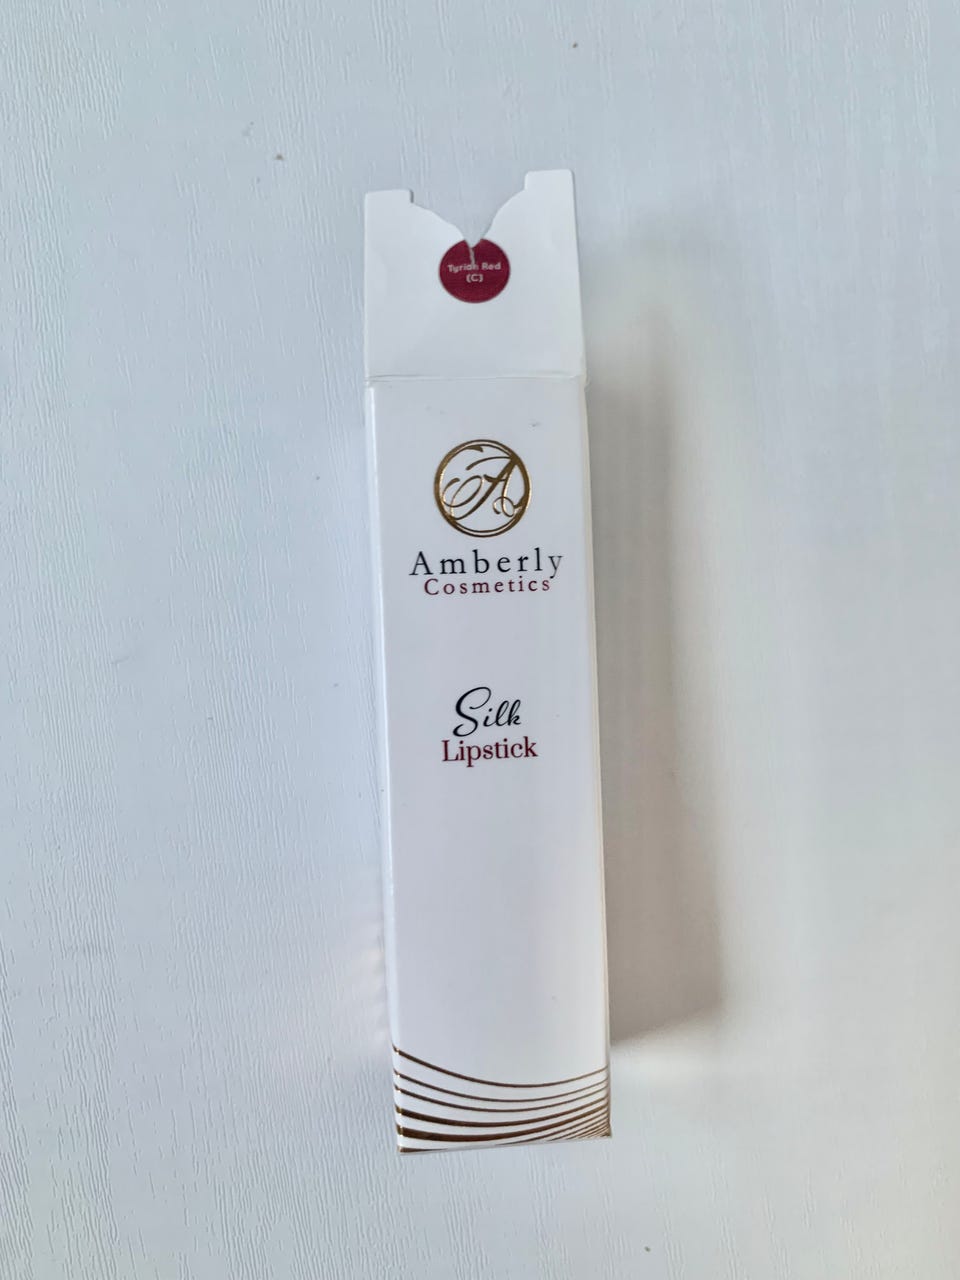 Tyrian Red
(C)
A
Amberly
Cosmetics
Silk
Lipstick